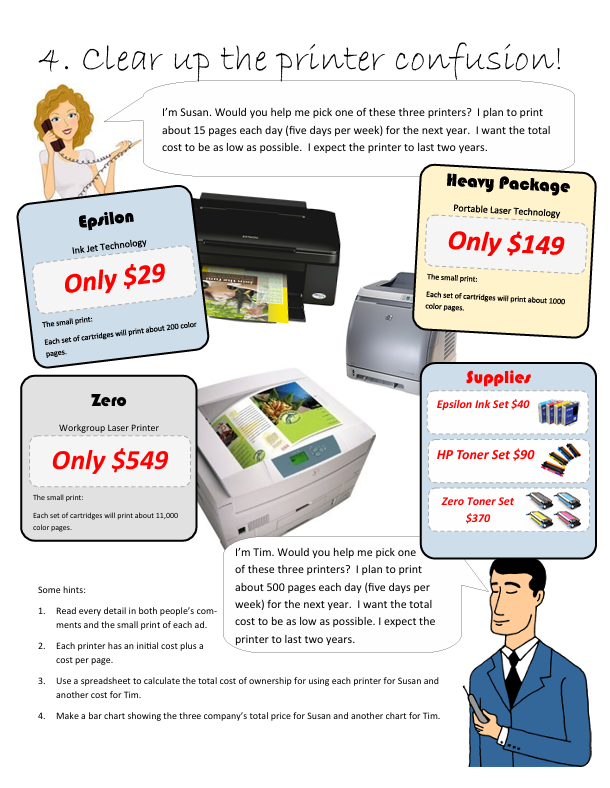 4. Clear up the printer confusion!
I'm Susan. Would you help me pick one of these three printers? I plan to print
about 15 pages each day (five days per week) for the next year. I want the total
cost to be as low as possible. I expect the printer to last two years.
Epsilon
Ink Jet Technology
Only $29
The small print:
Each set of cartridges will print about 200 color
pages.
Heavy Package
Portable Laser Technology
Only $149
The small print:
Each set of cartridges will print about 1000
color pages.
Zero
Workgroup Laser Printer
Only $549
The small print:
Each set of cartridges will print about 11,000
color pages.
Supplies
Epsilon Ink Set $40
HP Toner Set $90
Zero Toner Set
$370
I'm Tim. Would you help me pick one
of these three printers? I plan to print
about 500 pages each day (five days per
week) for the next year. I want the total
cost to be as low as possible. I expect the
printer to last two years.
Some hints:
1. Read every detail in both people's com-
ments and the small print of each ad.
2. Each printer has an initial cost plus a
cost per page.
3. Use a spreadsheet to calculate the total cost of ownership for using each printer for Susan and
another cost for Tim.
4. Make a bar chart showing the three company's total price for Susan and another chart for Tim.